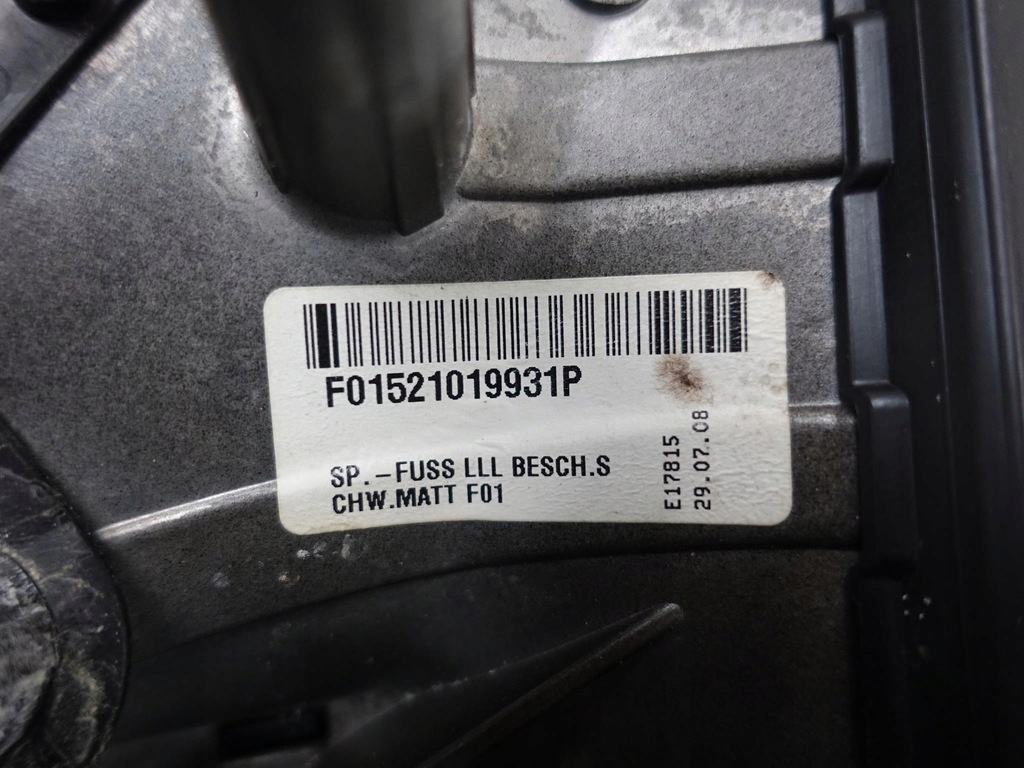 F01521019931P
SP.-FUSS LLL BESCH.S
CHW.MATT F01
E17815
29.07.08